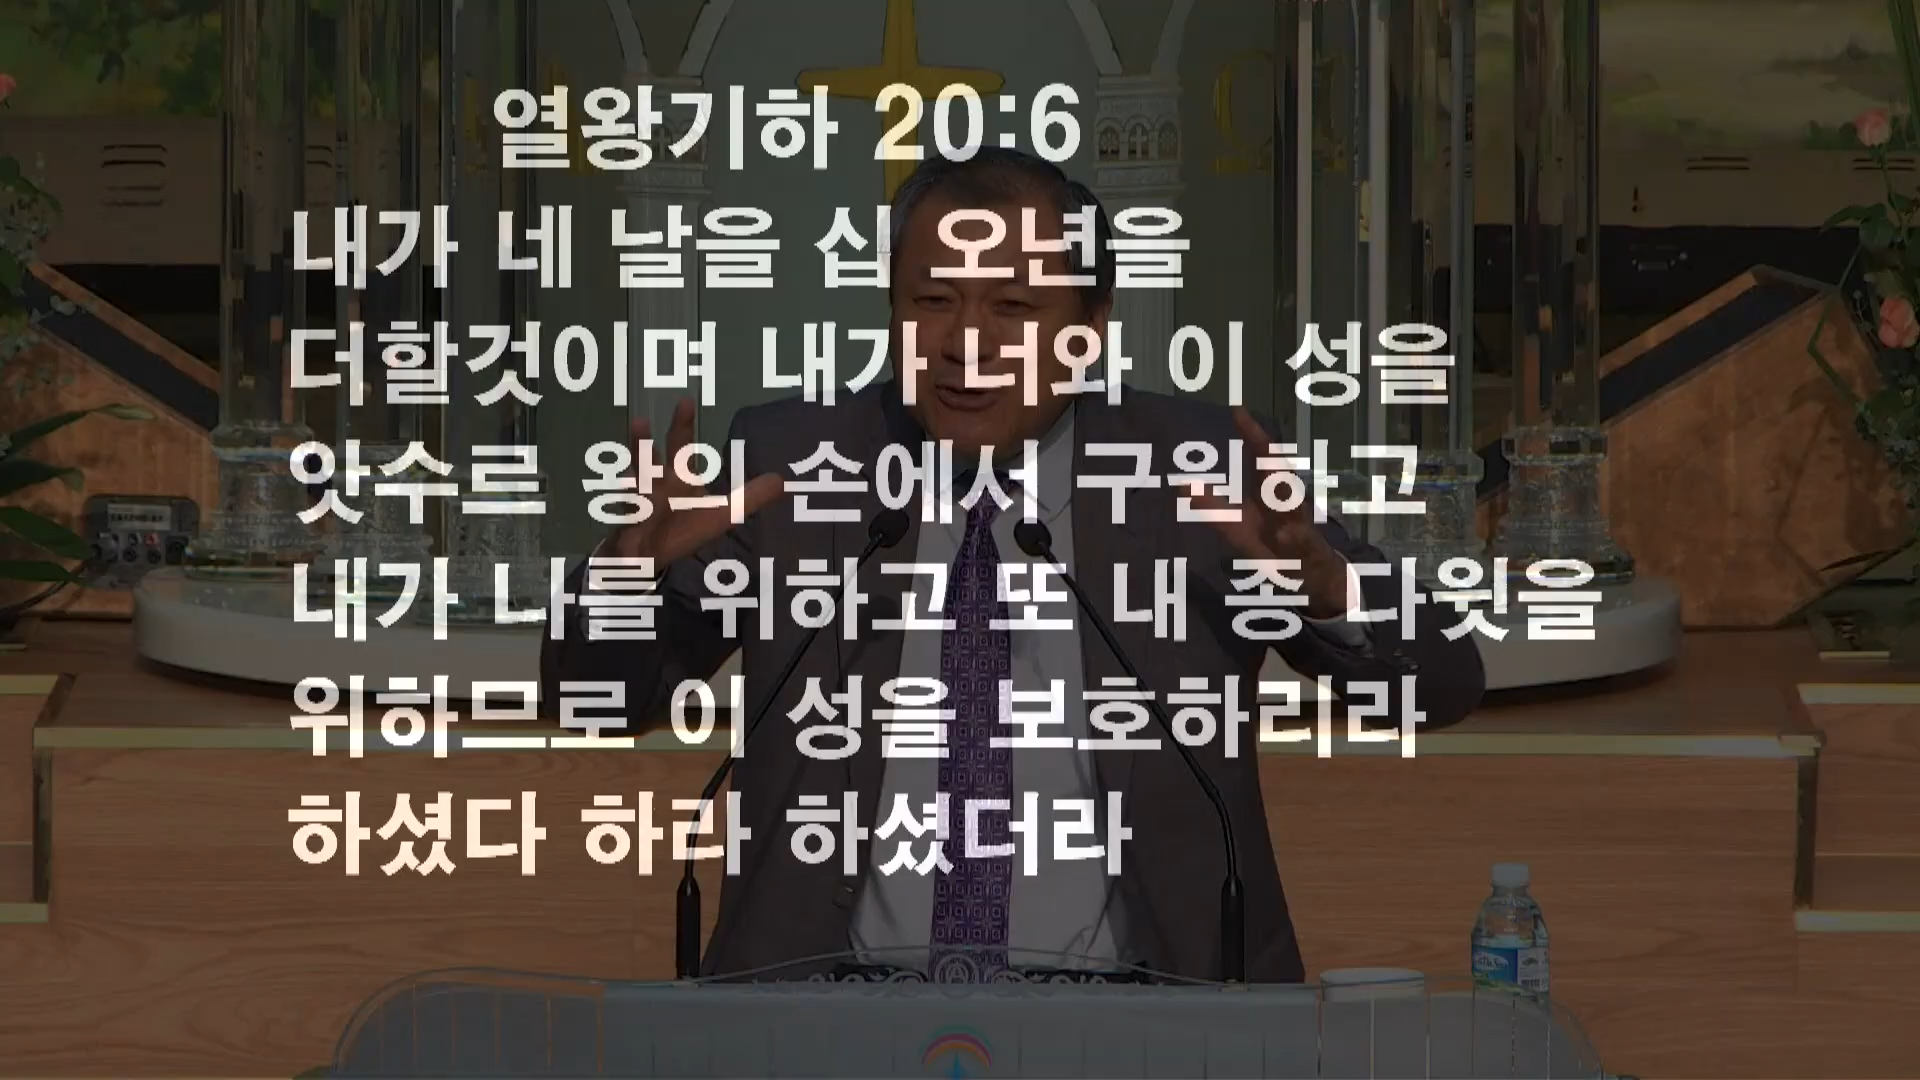 열왕기하 20:6
내가 네 날을 십 오년을
더할것이며 내가 너와 이 성을
앗수르 왕의 손에서 구원하고
내가 나를 위하고 또 내 종 다윗을
위하므로 이 성을 보호하리라
하셨다 하라 하셨더라